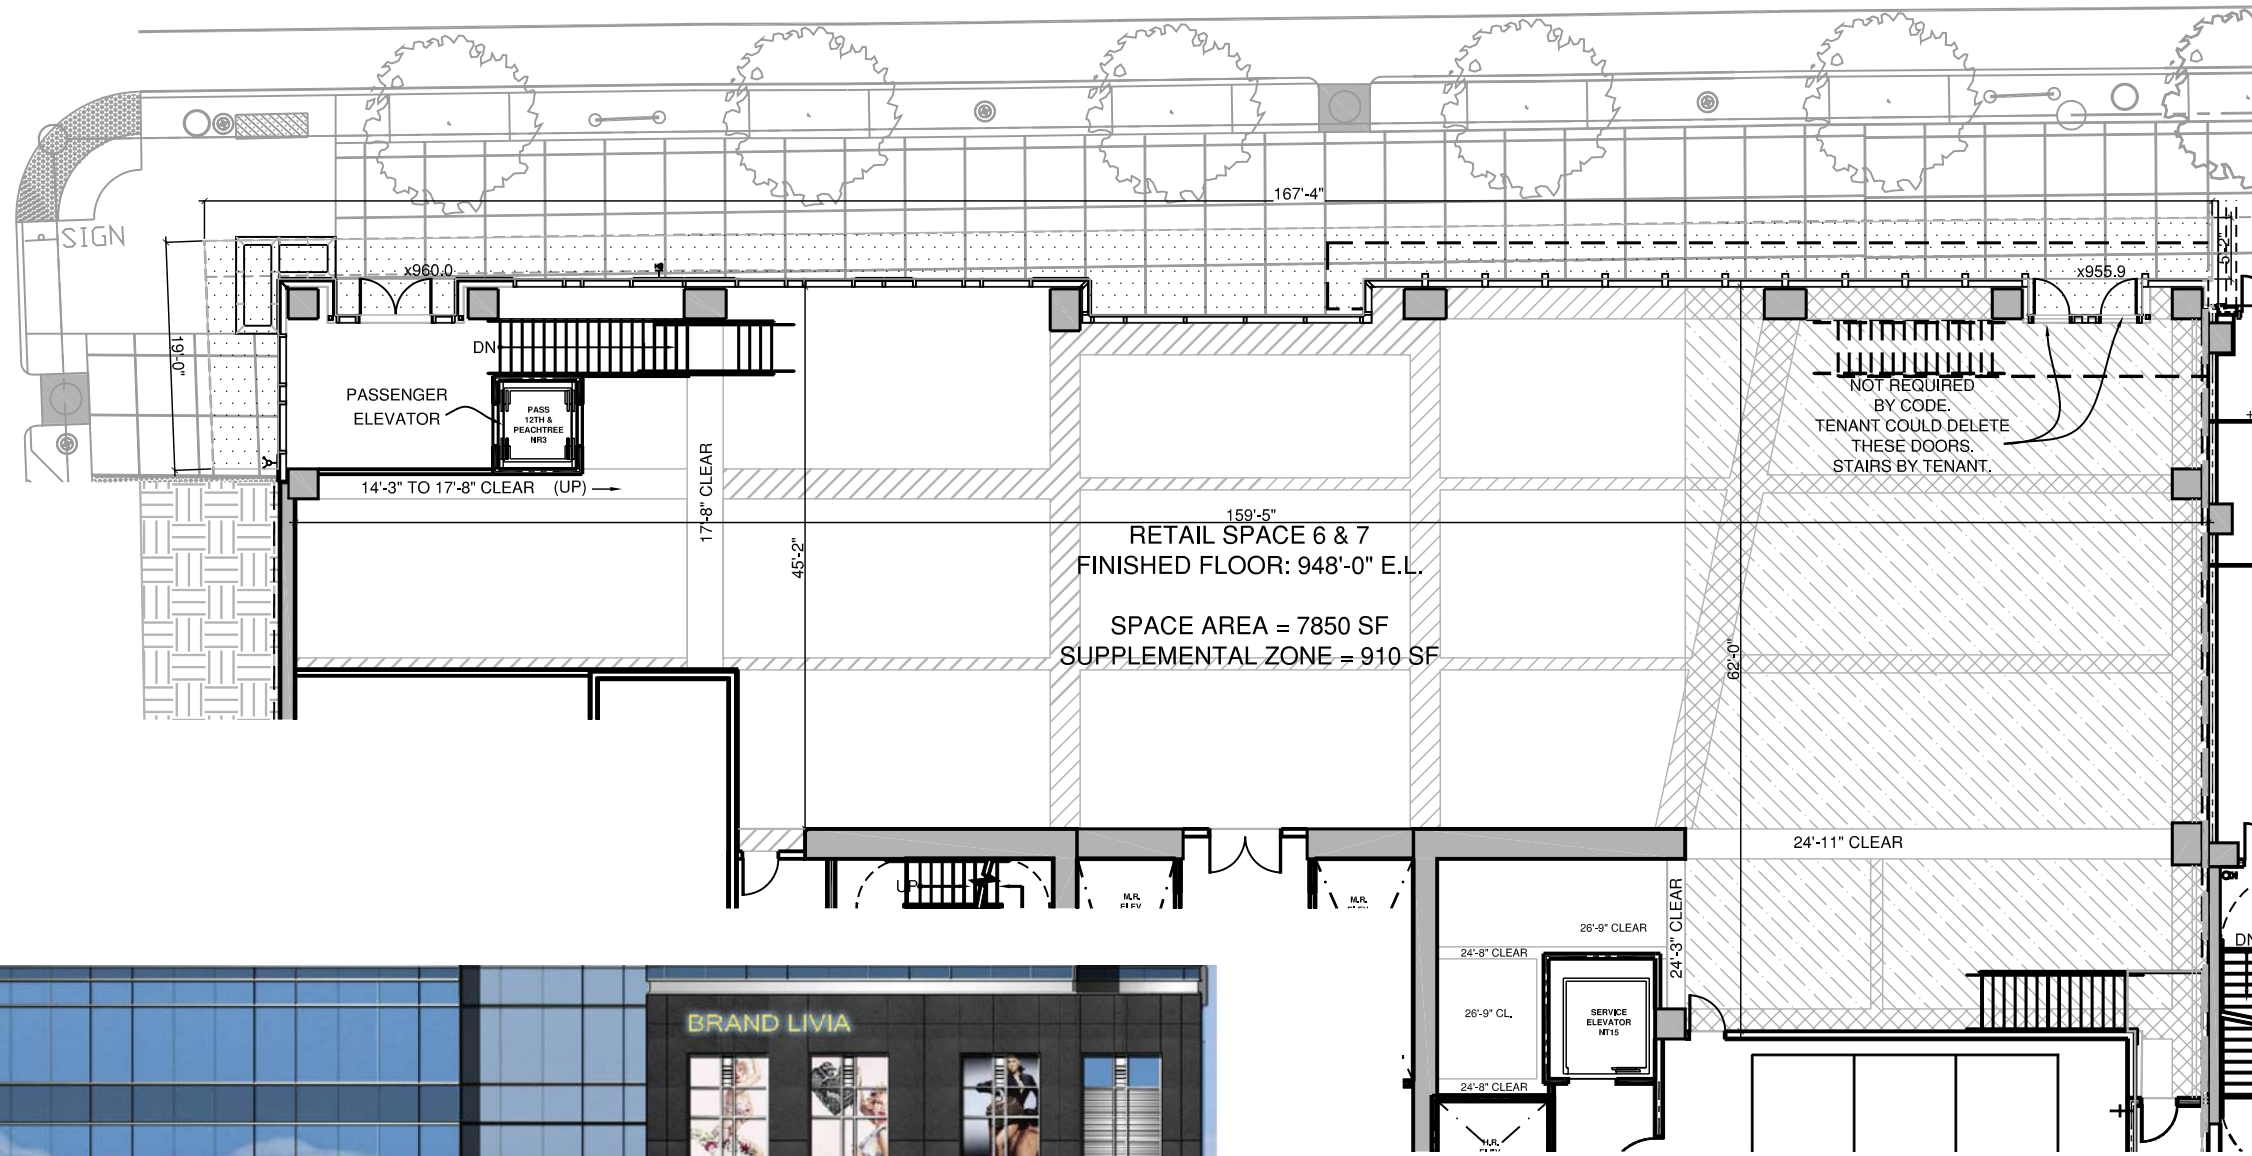 167'-4"
SIGN
5'-2"
x960.0
x955.9
19'-0"
DN
PASSENGER
ELEVATOR
PASS
12TH &
PEACHTREE
NR3
NOT REQUIRED
BY CODE.
TENANT COULD DELETE
THESE DOORS.
STAIRS BY TENANT.
14'-3" TO 17'-8" CLEAR (UP)
17'-8" CLEAR
159'-5"
45'-2"
RETAIL SPACE 6 & 7
FINISHED FLOOR: 948'-0" E.L.
SPACE AREA = 7850 SF
SUPPLEMENTAL ZONE = 910 SF
62'-0"
24'-11" CLEAR
UP
M.R.
ELEV
M.R.
ELEV
24'-3" CLEAR
26'-9" CLEAR
24'-8" CLEAR
DN
26'-9" CL.
SERVICE
ELEVATOR
NT15
BRAND LIVIA
24'-8" CLEAR
H.R.
ELEV